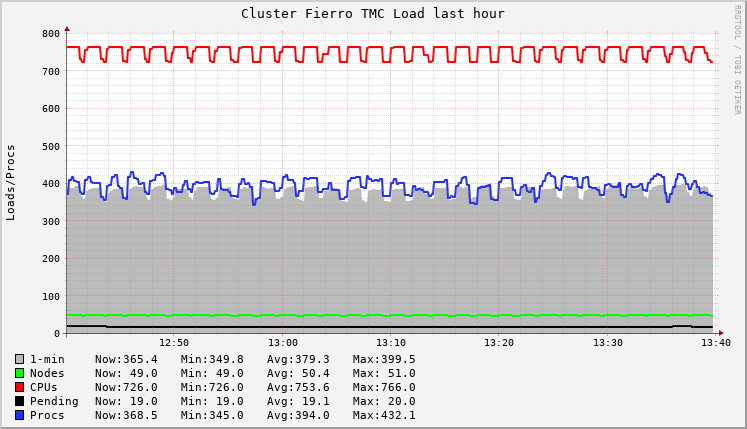 Cluster Fierro TMC Load last hour
RRDTOOL / TOBI OETIKER
Loads/Procs
800
700
600
500
400
300
200
100
0
12:50 13:00 13:10 13:20 13:30 13:40
1-min Now:365.4 Min:349.8 Avg:379.3 Max:399.5
Nodes Now: 49.0 Min: 49.0 Avg: 50.4 Max: 51.0
CPUs Now:726.0 Min:726.0 Avg:753.6 Max:766.0
Pending Now: 19.0 Min: 19.0 Avg: 19.1 Max: 20.0
Procs Now:368.5 Min:345.0 Avg:394.0 Max:432.1